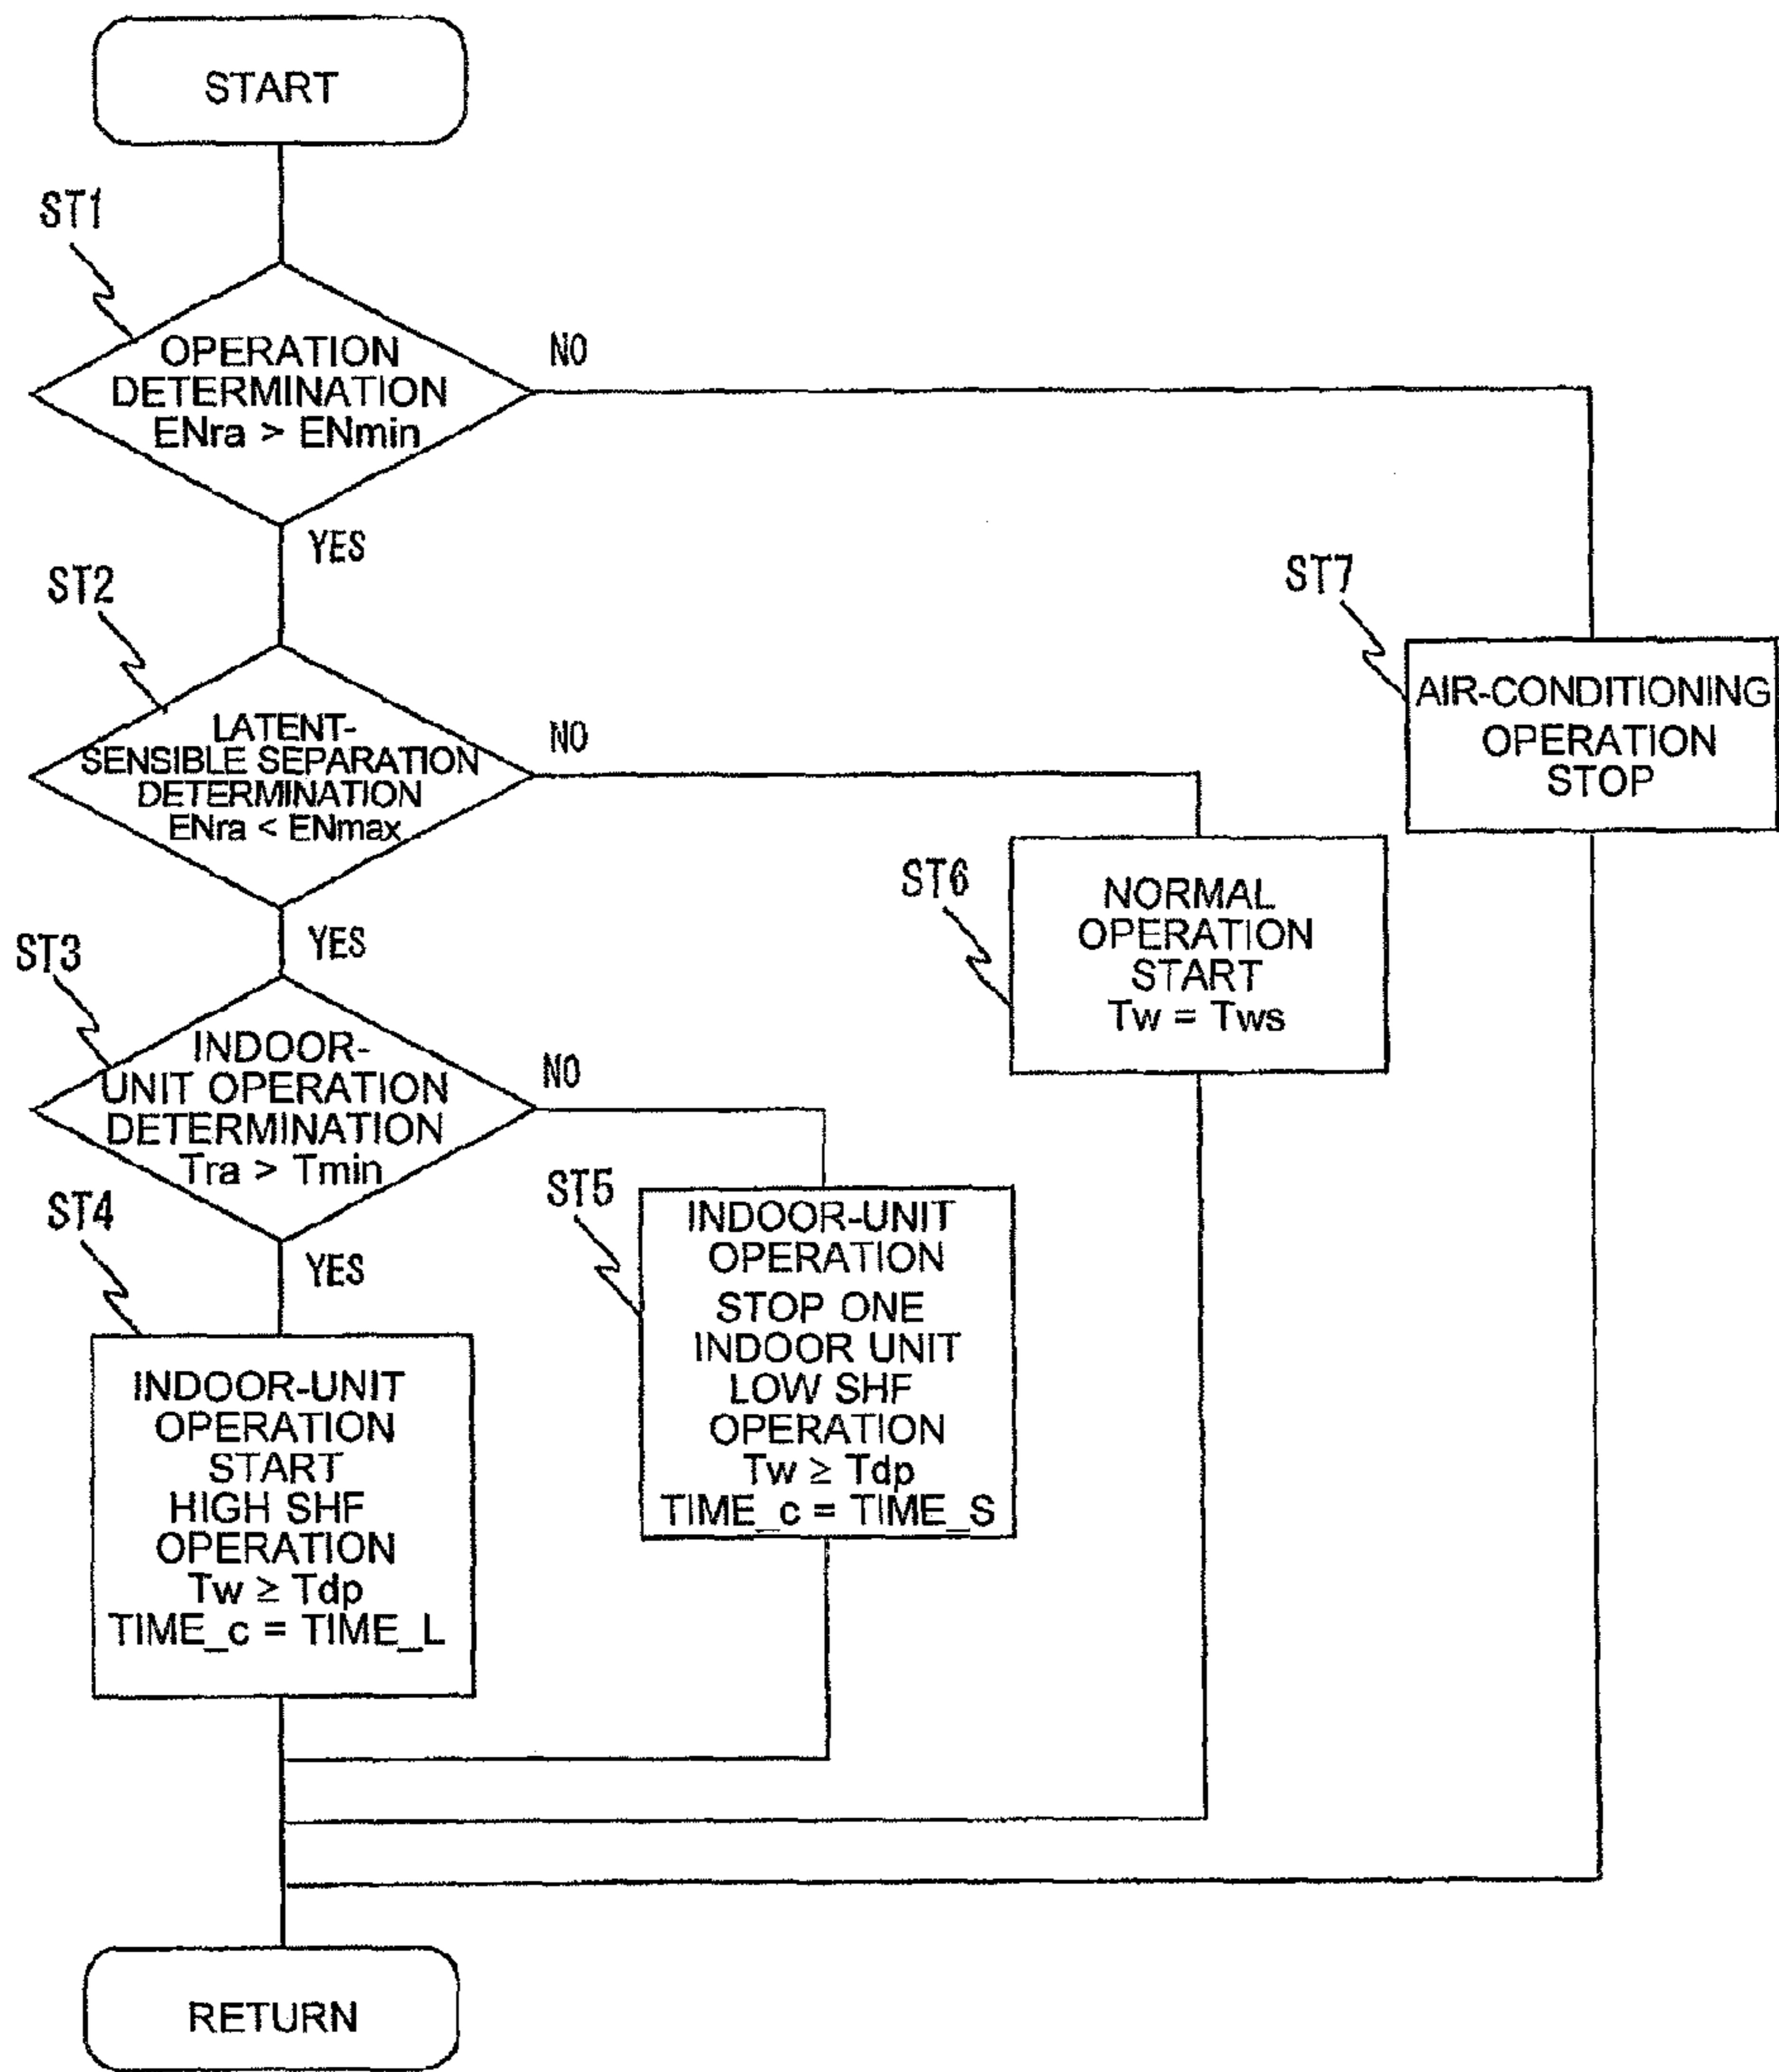 START
ST1
OPERATION
DETERMINATION
ENra > ENmin
NO
YES
ST2
LATENT-
SENSIBLE SEPARATION
DETERMINATION
ENra < ENmax
NO
YES
ST3
INDOOR-
UNIT OPERATION
DETERMINATION
Tra > Tmin
NO
YES
ST4
INDOOR-UNIT
OPERATION
START
HIGH SHF
OPERATION
Tw ≥ Tdp
TIME_c = TIME_L
ST5
INDOOR-UNIT
OPERATION
STOP ONE
INDOOR UNIT
LOW SHF
OPERATION
Tw ≥ Tdp
TIME_c = TIME_S
ST6
NORMAL
OPERATION
START
Tw = Tws
ST7
AIR-CONDITIONING
OPERATION
STOP
RETURN